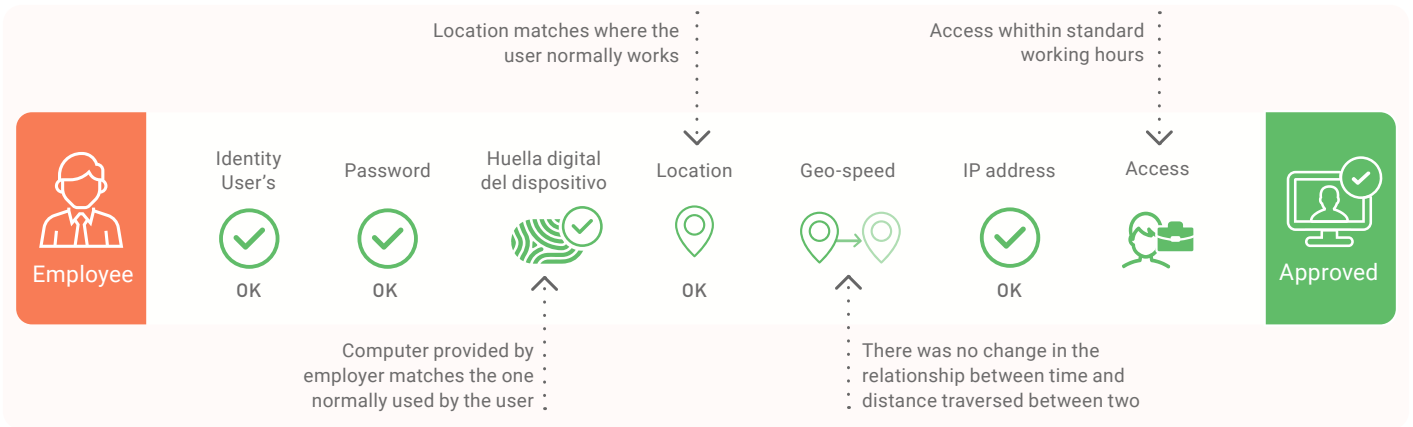 Location matches where the
user normally works
Access whithin standard
working hours
Employee
Identity
User's
OK
Password
OK
Huella digital
del dispositivo
Location
OK
Geo-speed
IP address
OK
Access
Approved
Computer provided by
employer matches the one
normally used by the user
There was no change in the
relationship between time and
distance traversed between two